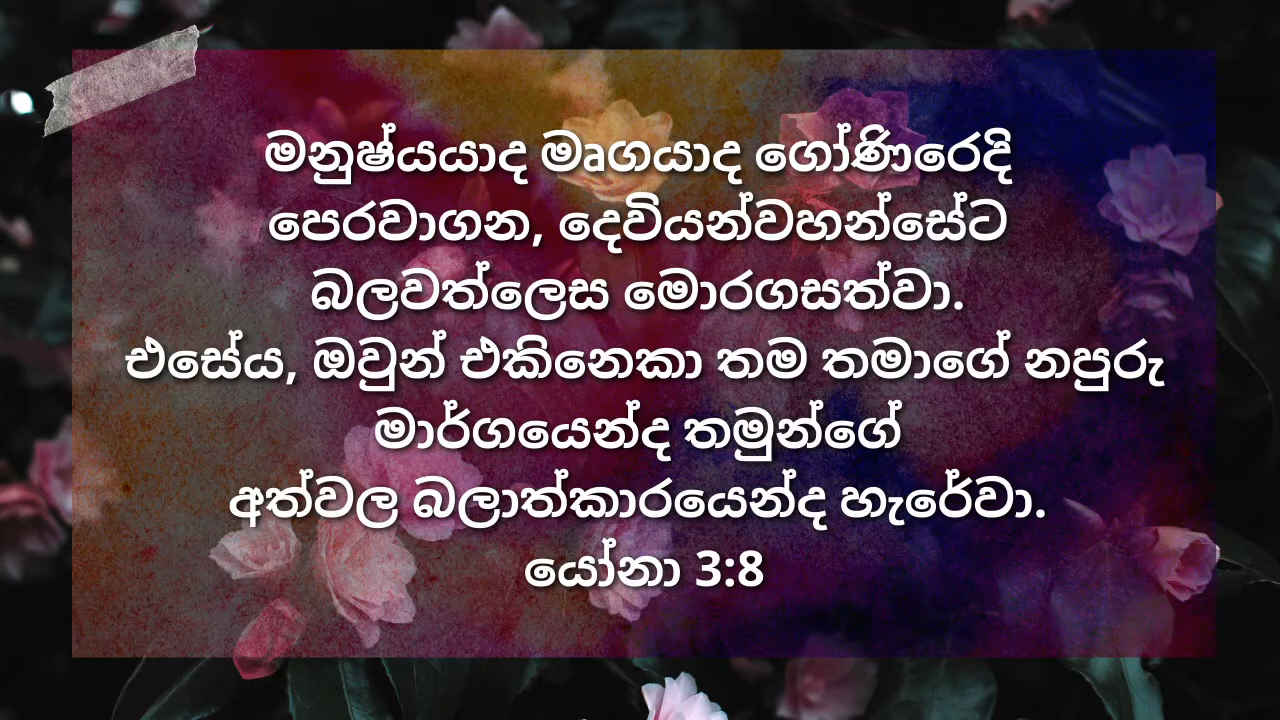 මනුෂ්යයාද මෘගයාද ගෝණිරෙදි
පෙරවාගන, දෙවියන්වහන්සේට
බලවත්ලෙස මොරගසත්වා.
එසේය, ඔවුන් එකිනෙකා තම තමාගේ නපුරු
මාර්ගයෙන්ද තමුන්ගේ
අත්වල බලාත්කාරයෙන්ද හැරේවා.
යෝනා 3:8